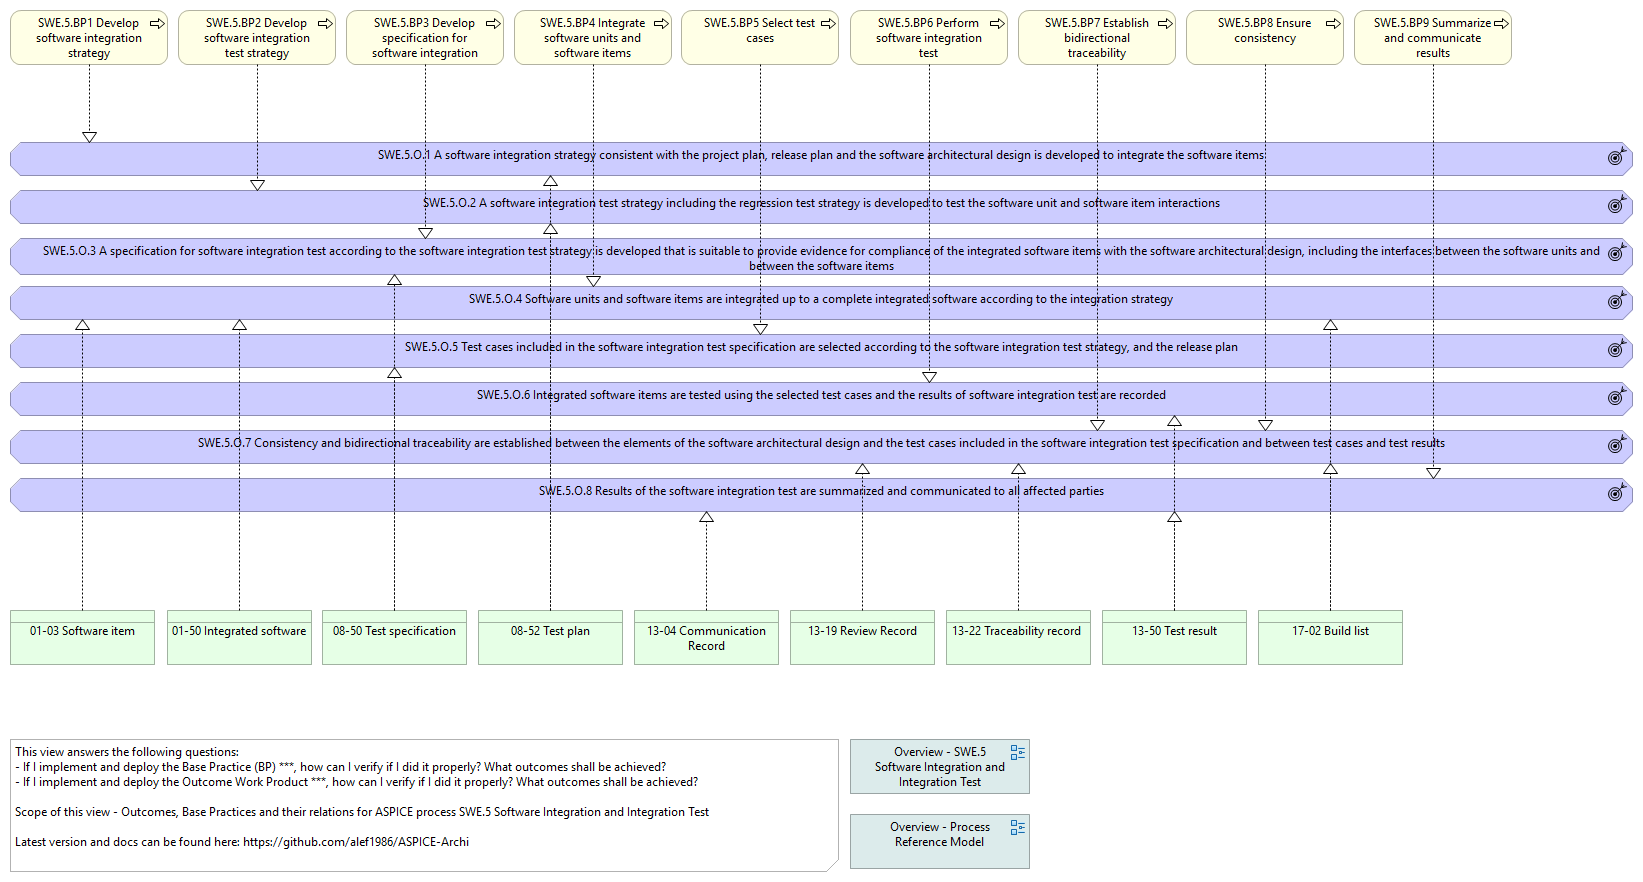 SWE.5.BP1 Develop
software integration
strategy
SWE.5.BP2 Develop
software integration
test strategy
SWE.5.BP3 Develop
specification for
software integration
SWE.5.BP4 Integrate
software units and
software items
SWE.5.BP5 Select test
cases
SWE.5.BP6 Perform
software integration
test
SWE.5.BP7 Establish
bidirectional
traceability
SWE.5.BP8 Ensure
consistency
SWE.5.BP9 Summarize
and communicate
results
SWE.5.O.1 A software integration strategy consistent with the project plan, release plan and the software architectural design is developed to integrate the software items
SWE.5.O.2 A software integration test strategy including the regression test strategy is developed to test the software unit and software item interactions
SWE.5.O.3 A specification for software integration test according to the software integration test strategy is developed that is suitable to provide evidence for compliance of the integrated software items with the software architectural design, including the interfaces between the software units and
between the software items
SWE.5.O.4 Software units and software items are integrated up to a complete integrated software according to the integration strategy
SWE.5.O.5 Test cases included in the software integration test specification are selected according to the software integration test strategy, and the release plan
SWE.5.O.6 Integrated software items are tested using the selected test cases and the results of software integration test are recorded
SWE.5.O.7 Consistency and bidirectional traceability are established between the elements of the software architectural design and the test cases included in the software integration test specification and between test cases and test results
SWE.5.O.8 Results of the software integration test are summarized and communicated to all affected parties
01-03 Software item
01-50 Integrated software
08-50 Test specification
08-52 Test plan
13-04 Communication
Record
13-19 Review Record
13-22 Traceability record
13-50 Test result
17-02 Build list
This view answers the following questions:
- If I implement and deploy the Base Practice (BP) ***, how can I verify if I did it properly? What outcomes shall be achieved?
- If I implement and deploy the Outcome Work Product ***, how can I verify if I did it properly? What outcomes shall be achieved?
Scope of this view - Outcomes, Base Practices and their relations for ASPICE process SWE.5 Software Integration and Integration Test
Latest version and docs can be found here: https://github.com/alef1986/ASPICE-Archi
Overview - SWE.5
Software Integration and
Integration Test
Overview - Process
Reference Model